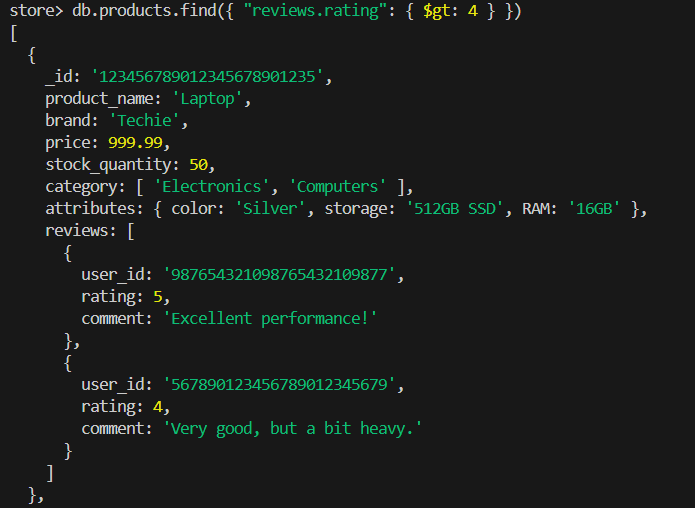 store> db.products.find({ "reviews.rating": { $gt: 4 } })
[
  {
    _id: '123456789012345678901235',
    product_name: 'Laptop',
    brand: 'Techie',
    price: 999.99,
    stock_quantity: 50,
    category: [ 'Electronics', 'Computers' ],
    attributes: { color: 'Silver', storage: '512GB SSD', RAM: '16GB' },
    reviews: [
      {
        user_id: '987654321098765432109877',
        rating: 5,
        comment: 'Excellent performance!'
      },
      {
        user_id: '567890123456789012345679',
        rating: 4,
        comment: 'Very good, but a bit heavy.'
      }
    ]
  },